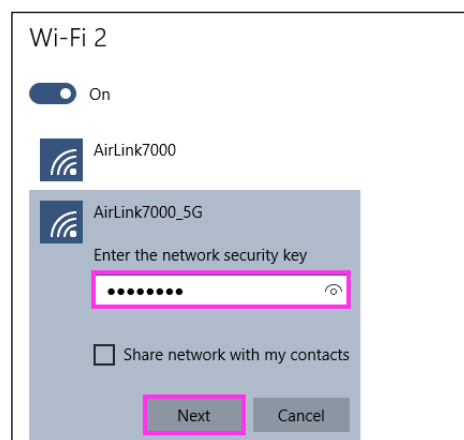 Wi-Fi 2
On
AirLink7000
AirLink7000_5G
Enter the network security key
••••••••
Share network with my contacts
Next Cancel